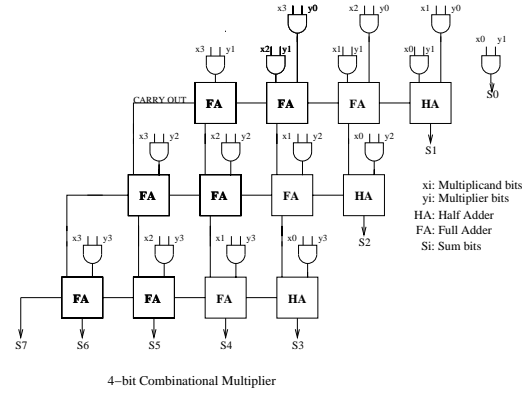 x3 y0 x2 y0 x1 y0
x3 y1 x2 y1 x1 y1 x0 y1 x0 y1
CARRY OUT FA FA FA HA S0
S1
x3 y2 x2 y2 x1 y2 x0 y2
FA FA FA HA
S2
xi: Multiplicand bits
yi: Multiplier bits
HA: Half Adder
FA: Full Adder
Si: Sum bits
x3 y3 x2 y3 x1 y3 x0 y3
FA FA FA HA
S7 S6 S5 S4 S3
4−bit Combinational Multiplier